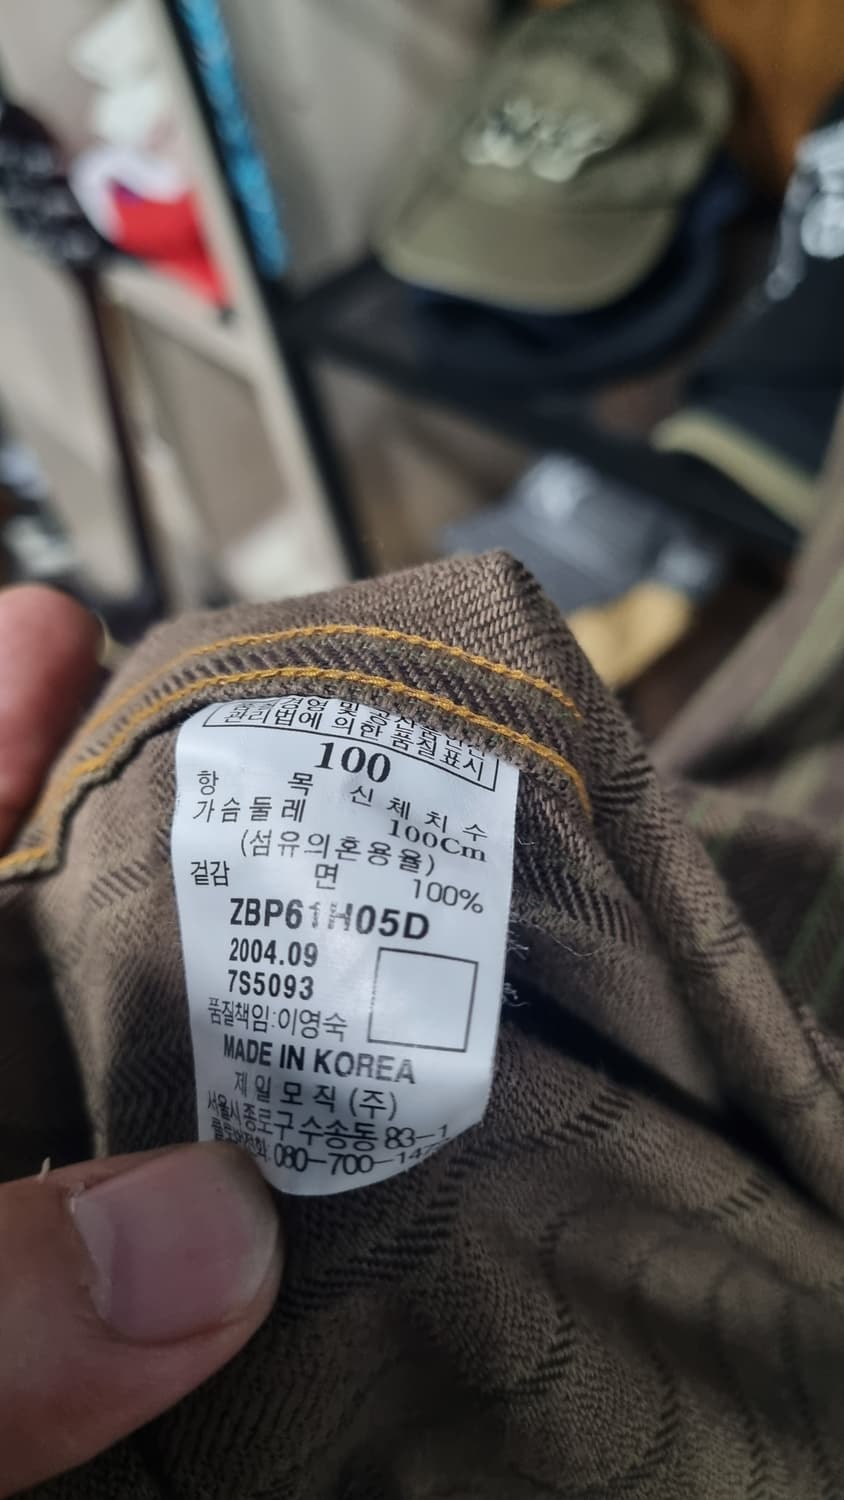 관리법에 의한 품질표시
100
항 목 신체치수
가슴둘레 100Cm
(섬유의혼용율)
겉감 면 100%
ZBP61H05D
2004.09
7S5093
품질책임:이영숙
MADE IN KOREA
제일모직(주)
서울시종로구수송동 83-1
080-700-147